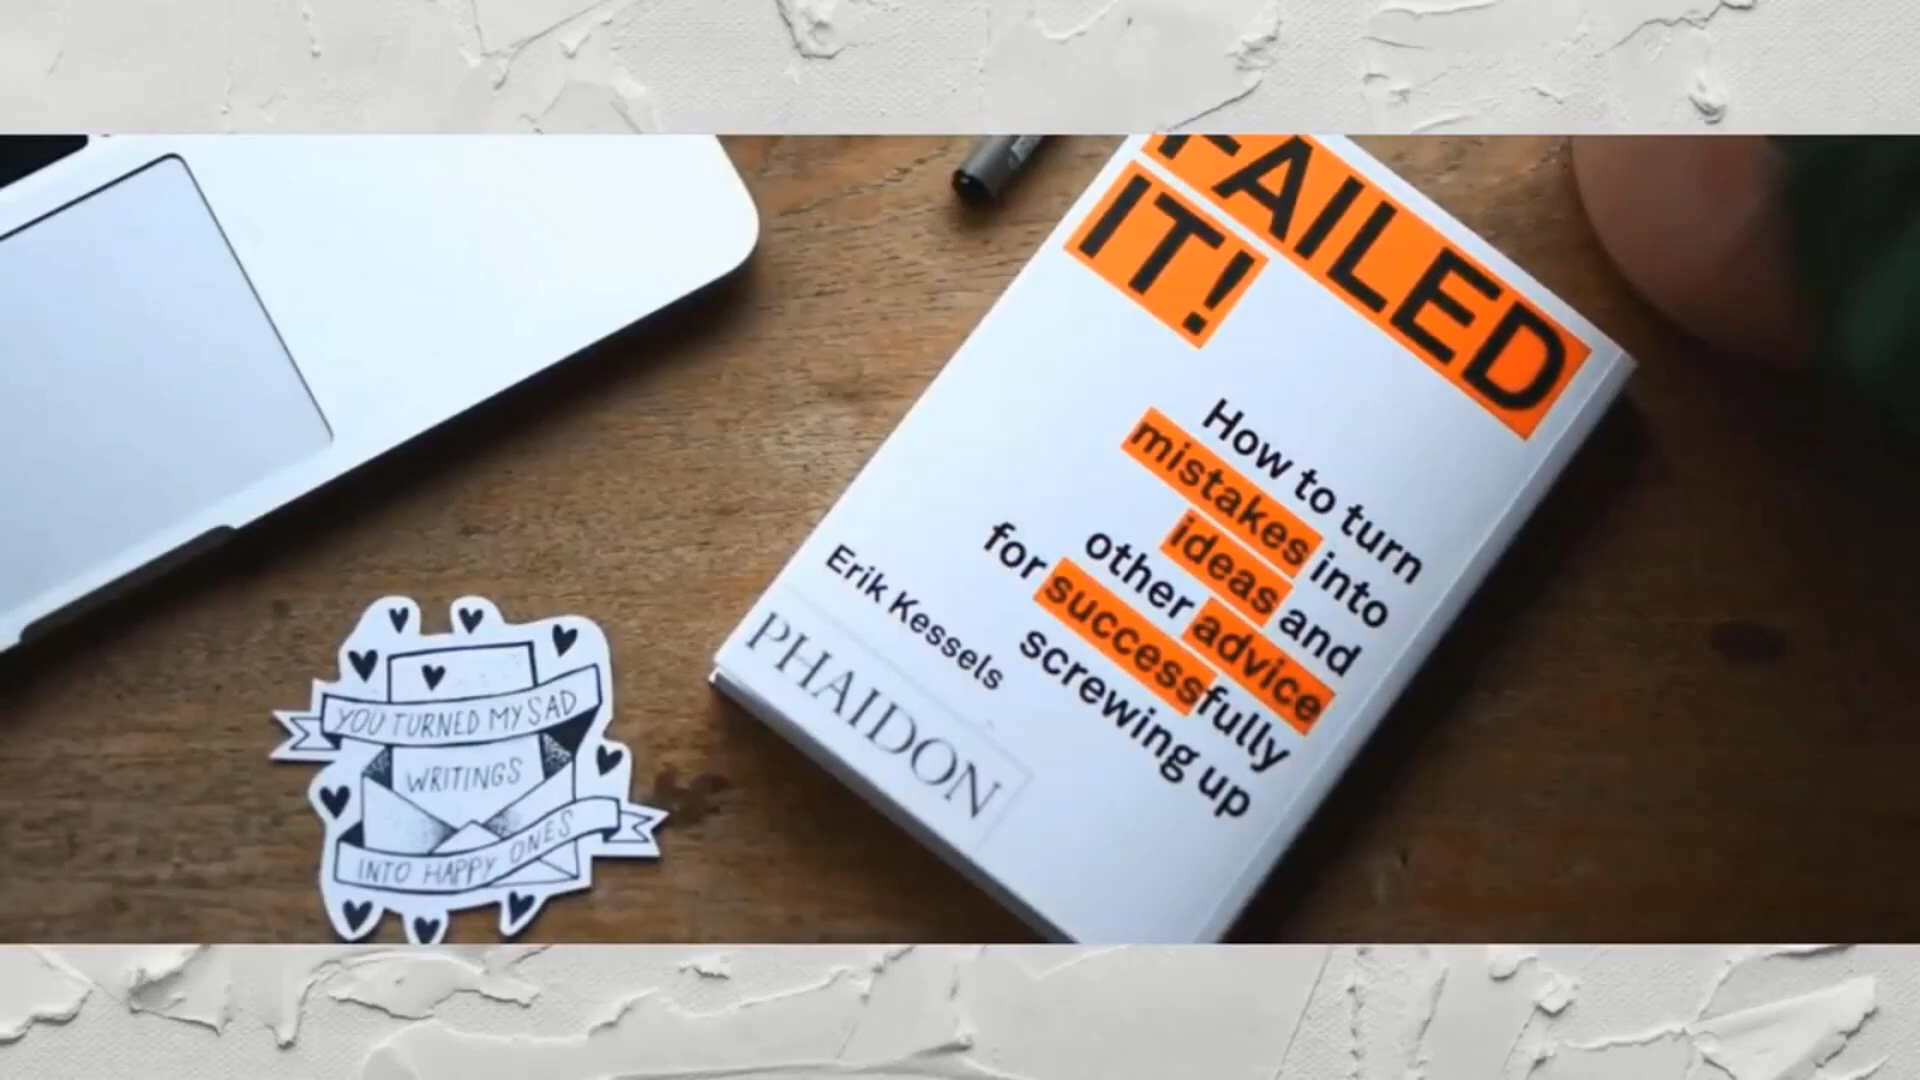 FAILED
IT!
How to turn
mistakes into
ideas and
other advice
for successfully
screwing up
Erik Kessels
PHAIDON
YOU TURNED MY SAD
WRITINGS
INTO HAPPY ONES